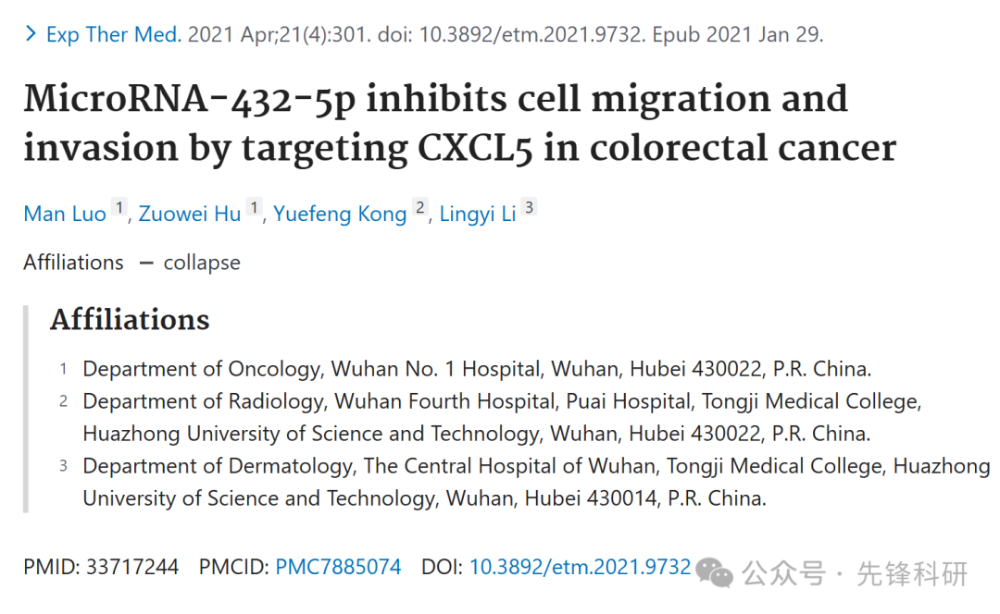 > Exp Ther Med. 2021 Apr;21(4):301. doi: 10.3892/etm.2021.9732. Epub 2021 Jan 29.
MicroRNA-432-5p inhibits cell migration and
invasion by targeting CXCL5 in colorectal cancer
Man Luo 1, Zuowei Hu 1, Yuefeng Kong 2, Lingyi Li 3
Affiliations — collapse
Affiliations
1 Department of Oncology, Wuhan No. 1 Hospital, Wuhan, Hubei 430022, P.R. China.
2 Department of Radiology, Wuhan Fourth Hospital, Puai Hospital, Tongji Medical College,
Huazhong University of Science and Technology, Wuhan, Hubei 430022, P.R. China.
3 Department of Dermatology, The Central Hospital of Wuhan, Tongji Medical College, Huazhong
University of Science and Technology, Wuhan, Hubei 430014, P.R. China.
PMID: 33717244 PMCID: PMC7885074 DOI: 10.3892/etm.2021.9732 公众号 · 先锋科研